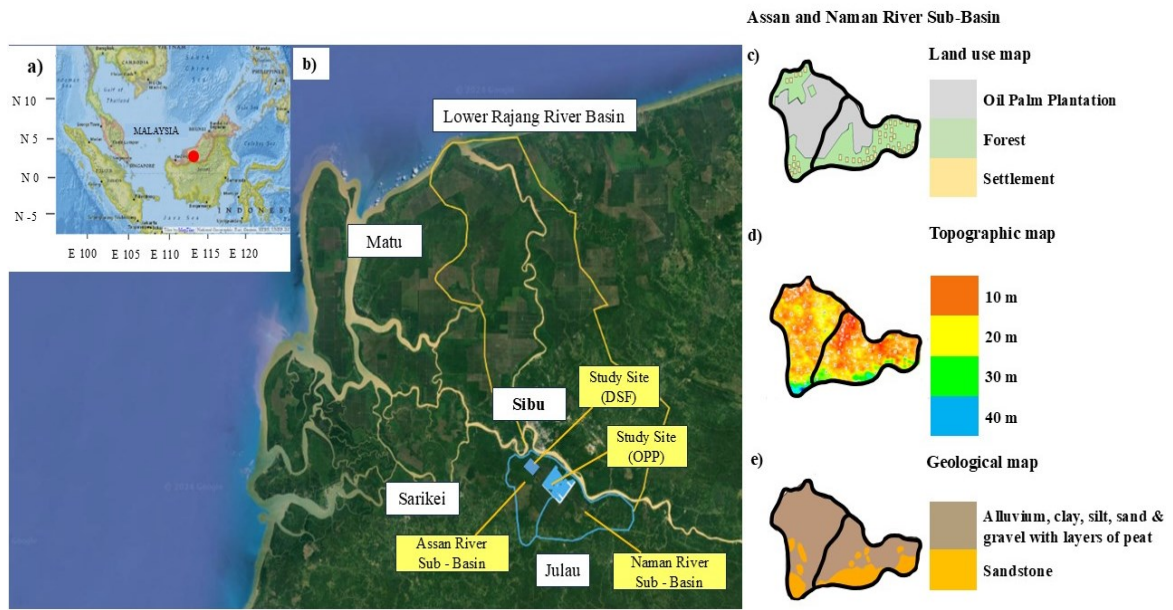 Assan and Naman River Sub-Basin
a)
N 10
N 5
N 0
N -5
E 100
E 105
E 110
E 115
E 120
MALAYSIA
b)
Lower Rajang River Basin
Matu
Sibu
Study Site
(DSF)
Study Site
(OPP)
Sarikei
Assan River
Sub - Basin
Julau
Naman River
Sub - Basin
c)
Land use map
Oil Palm Plantation
Forest
Settlement
d)
Topographic map
10 m
20 m
30 m
40 m
e)
Geological map
Alluvium, clay, silt, sand &
gravel with layers of peat
Sandstone